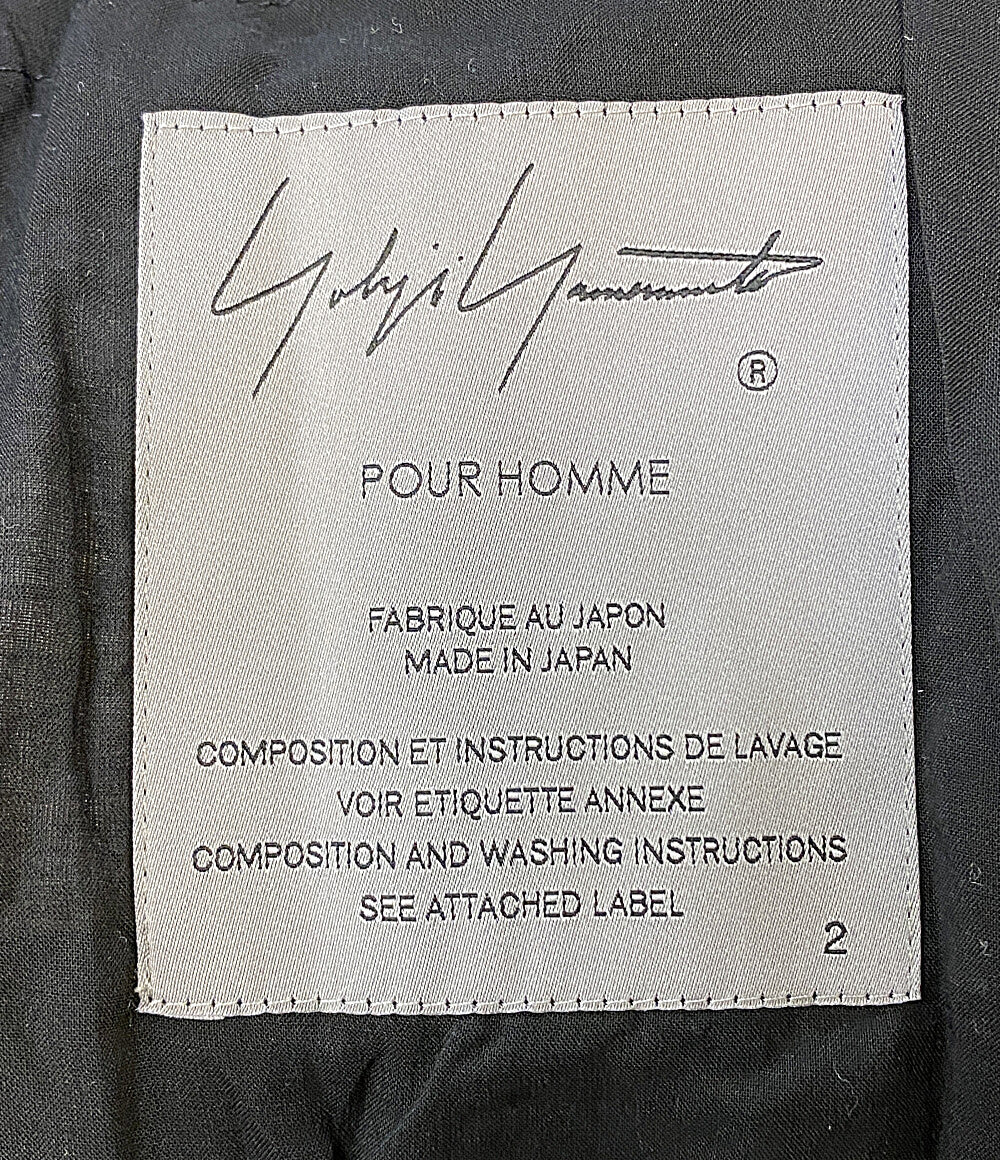 Yohji Yamamoto
®
POUR HOMME
FABRIQUE AU JAPON
MADE IN JAPAN
COMPOSITION ET INSTRUCTIONS DE LAVAGE
VOIR ETIQUETTE ANNEXE
COMPOSITION AND WASHING INSTRUCTIONS
SEE ATTACHED LABEL
2